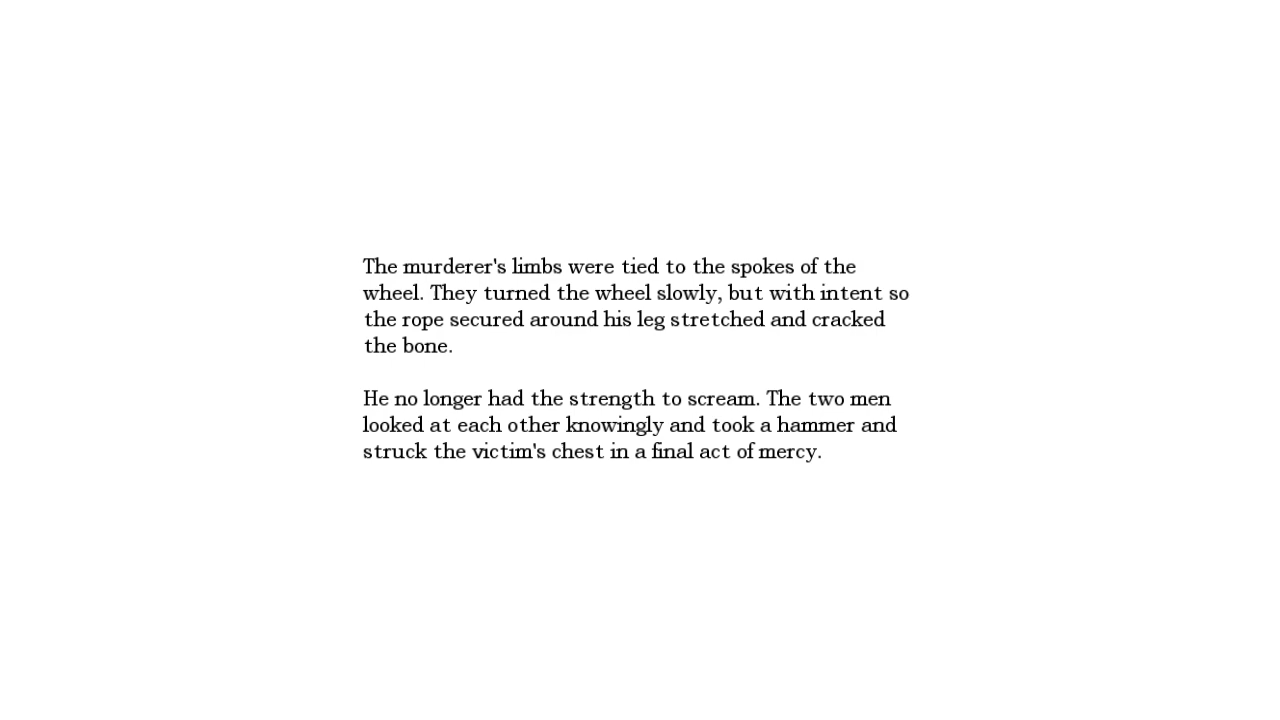 The murderer's limbs were tied to the spokes of the
wheel. They turned the wheel slowly, but with intent so
the rope secured around his leg stretched and cracked
the bone.
He no longer had the strength to scream. The two men
looked at each other knowingly and took a hammer and
struck the victim's chest in a final act of mercy.